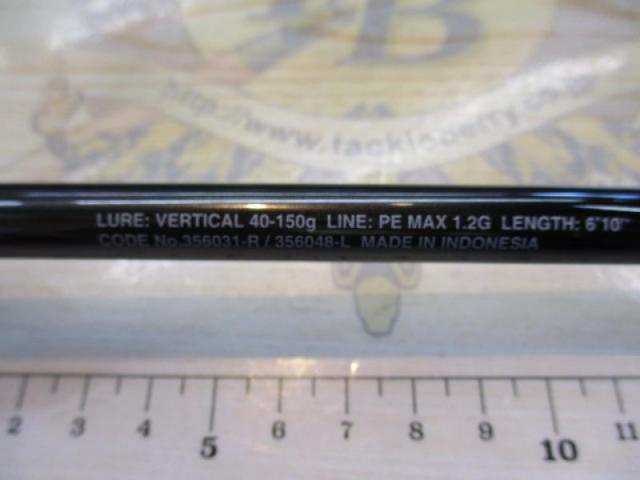 B
http://www.tackleberry.co.jp
LURE: VERTICAL 40-150g LINE: PE MAX 1.2G LENGTH: 6'10"
CODE No.356031-R / 356048-L MADE IN INDONESIA
2 3 4 5 6 7 8 9 10 11